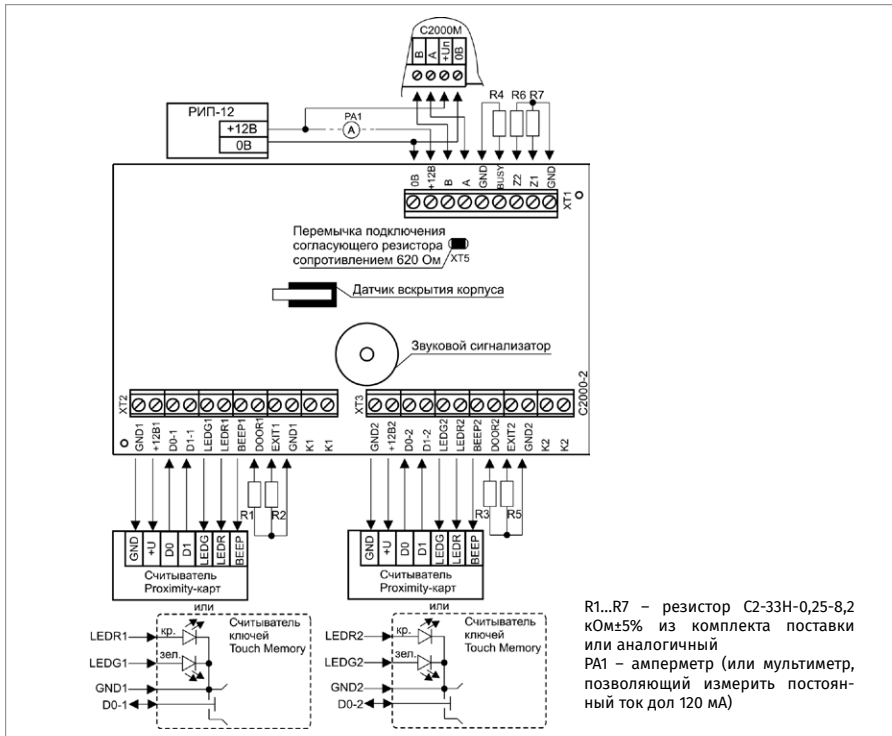 С2000М
B
A
+Uп
0В
R4
R6
R7
РИП-12
+12В
0В
РА1
А
0В
+12В
B
A
GND
BUSY
Z2
Z1
GND
XT1
Перемычка подключения
согласующего резистора
сопротивлением 620 Ом
XT5
Датчик вскрытия корпуса
Звуковой сигнализатор
С2000-2
XT2
GND1
+12В1
D0-1
D1-1
LEDG1
LEDR1
BEEP1
DOOR1
EXIT1
GND1
K1
K1
XT3
GND2
+12В2
D0-2
D1-2
LEDG2
LEDR2
BEEP2
DOOR2
EXIT2
GND2
K2
K2
R1
R2
R3
R5
GND
+U
D0
D1
LEDG
LEDR
BEEP
Считыватель
Proximity-карт
или
GND
+U
D0
D1
LEDG
LEDR
BEEP
Считыватель
Proximity-карт
или
LEDR1
кр.
LEDG1
зел.
GND1
D0-1
Считыватель
ключей
Touch Memory
LEDR2
кр.
LEDG2
зел.
GND2
D0-2
Считыватель
ключей
Touch Memory
R1...R7 – резистор С2-33Н-0,25-8,2
кОм±5% из комплекта поставки
или аналогичный
РА1 – амперметр (или мультиметр,
позволяющий измерить постоян-
ный ток дол 120 мА)